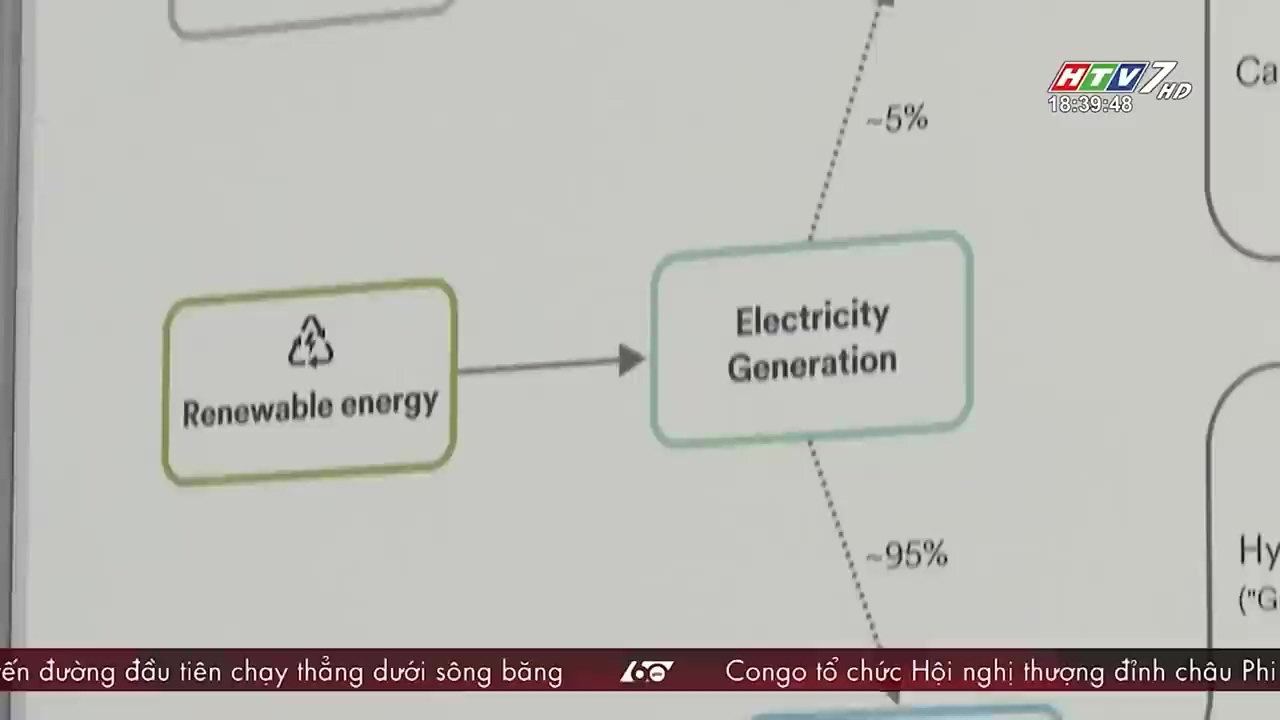 HTV7 HD
18:39:48
Ca
~5%
Electricity
Generation
Renewable energy
~95%
Hy
("G
ến đường đầu tiên chạy thẳng dưới sông băng
60
Congo tổ chức Hội nghị thượng đỉnh châu Phi